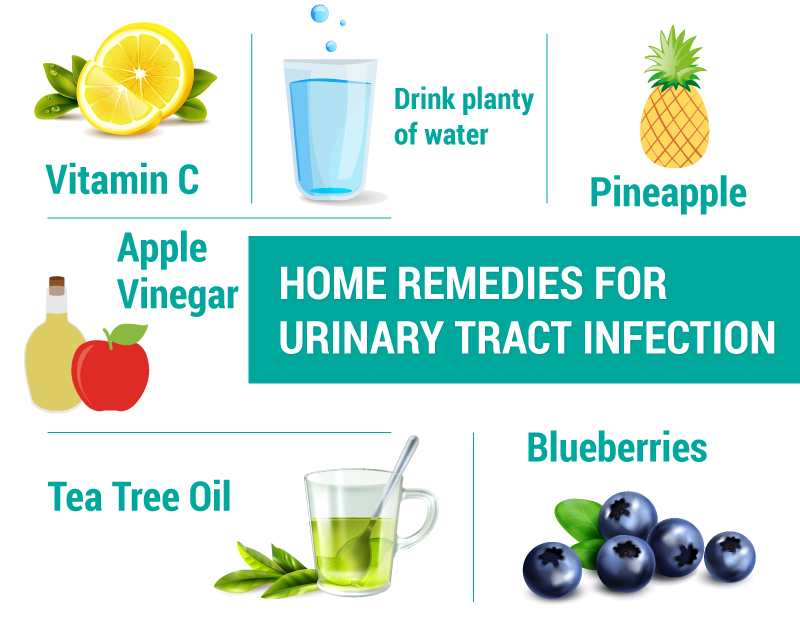 Vitamin C
Drink planty
of water
Pineapple
Apple
Vinegar
HOME REMEDIES FOR
URINARY TRACT INFECTION
Tea Tree Oil
Blueberries